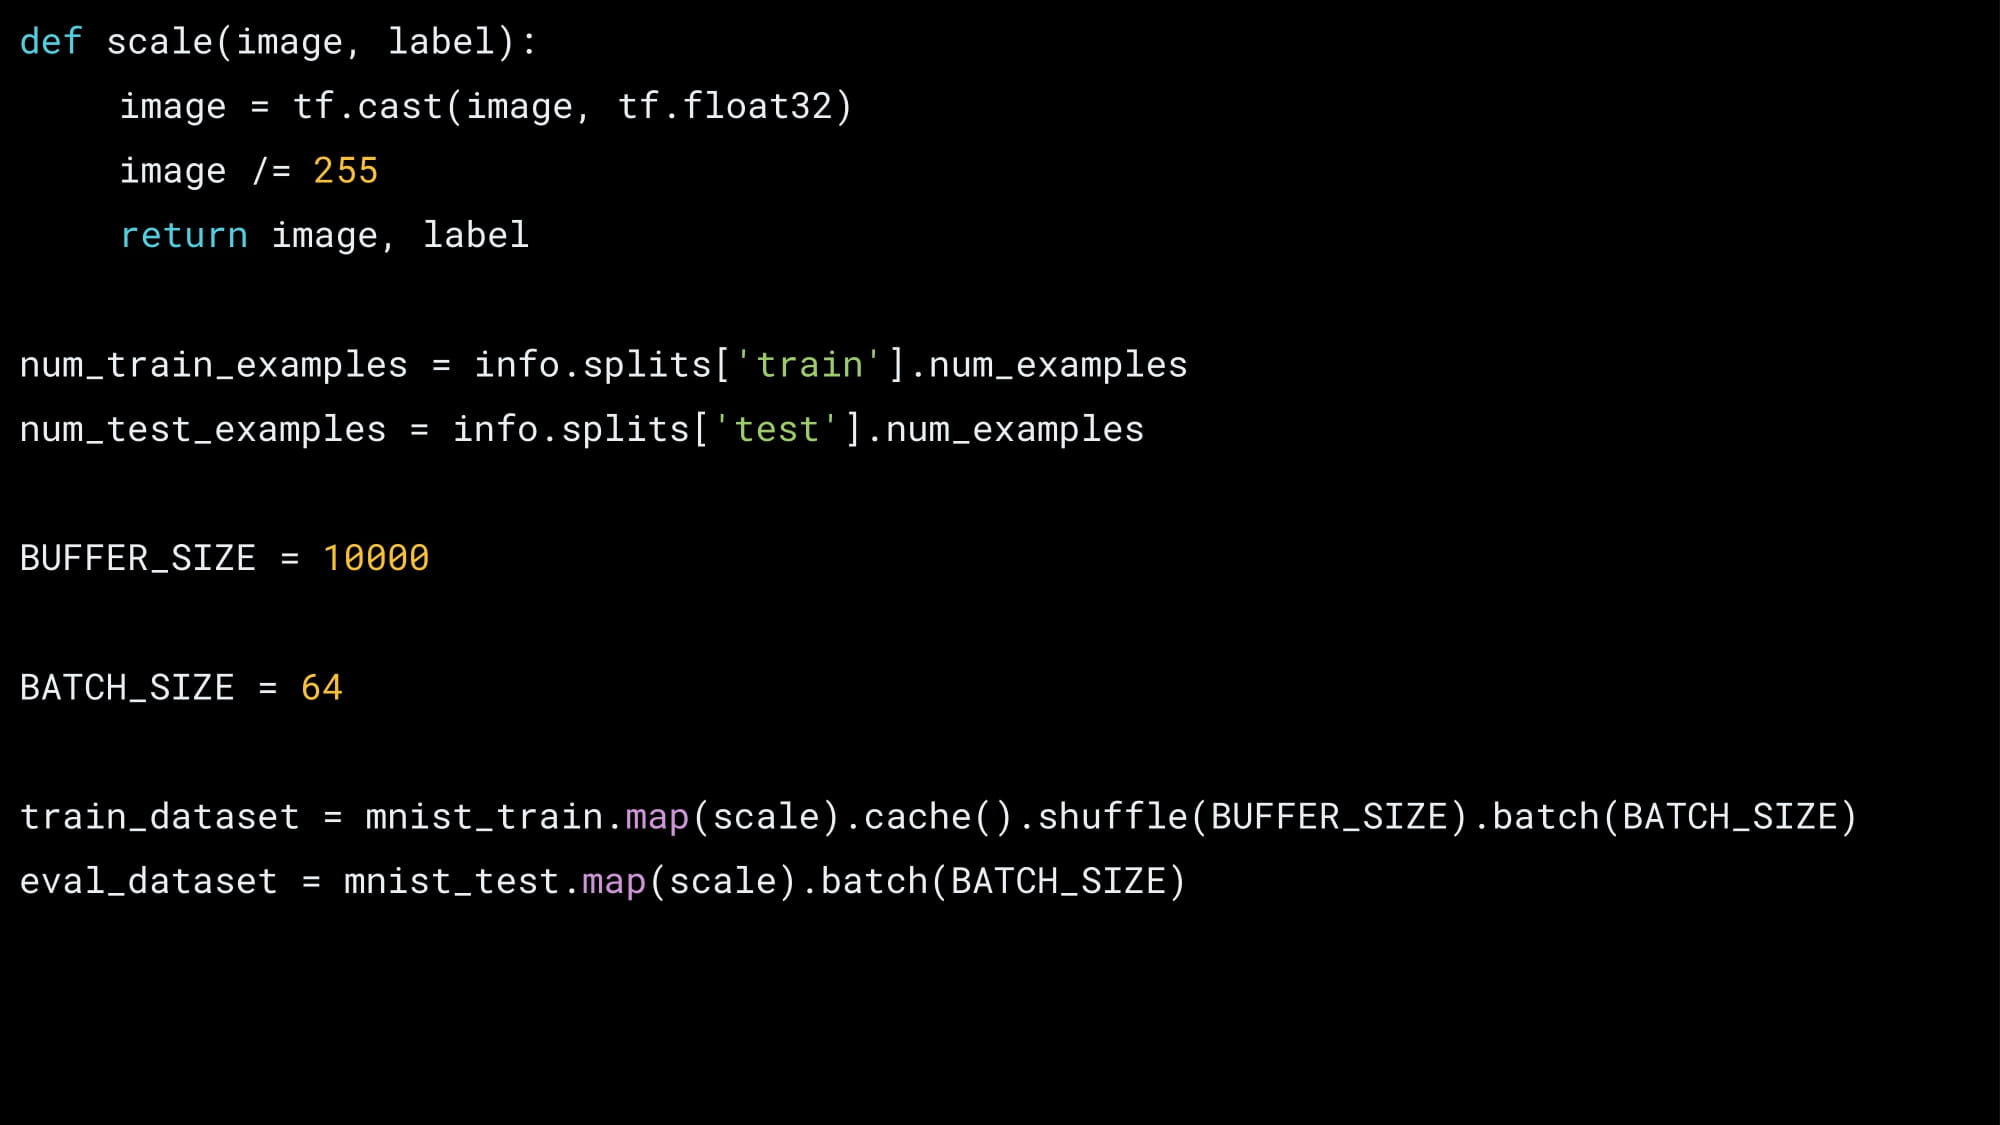 def scale(image, label):
    image = tf.cast(image, tf.float32)
    image /= 255
    return image, label
num_train_examples = info.splits['train'].num_examples
num_test_examples = info.splits['test'].num_examples
BUFFER_SIZE = 10000
BATCH_SIZE = 64
train_dataset = mnist_train.map(scale).cache().shuffle(BUFFER_SIZE).batch(BATCH_SIZE)
eval_dataset = mnist_test.map(scale).batch(BATCH_SIZE)